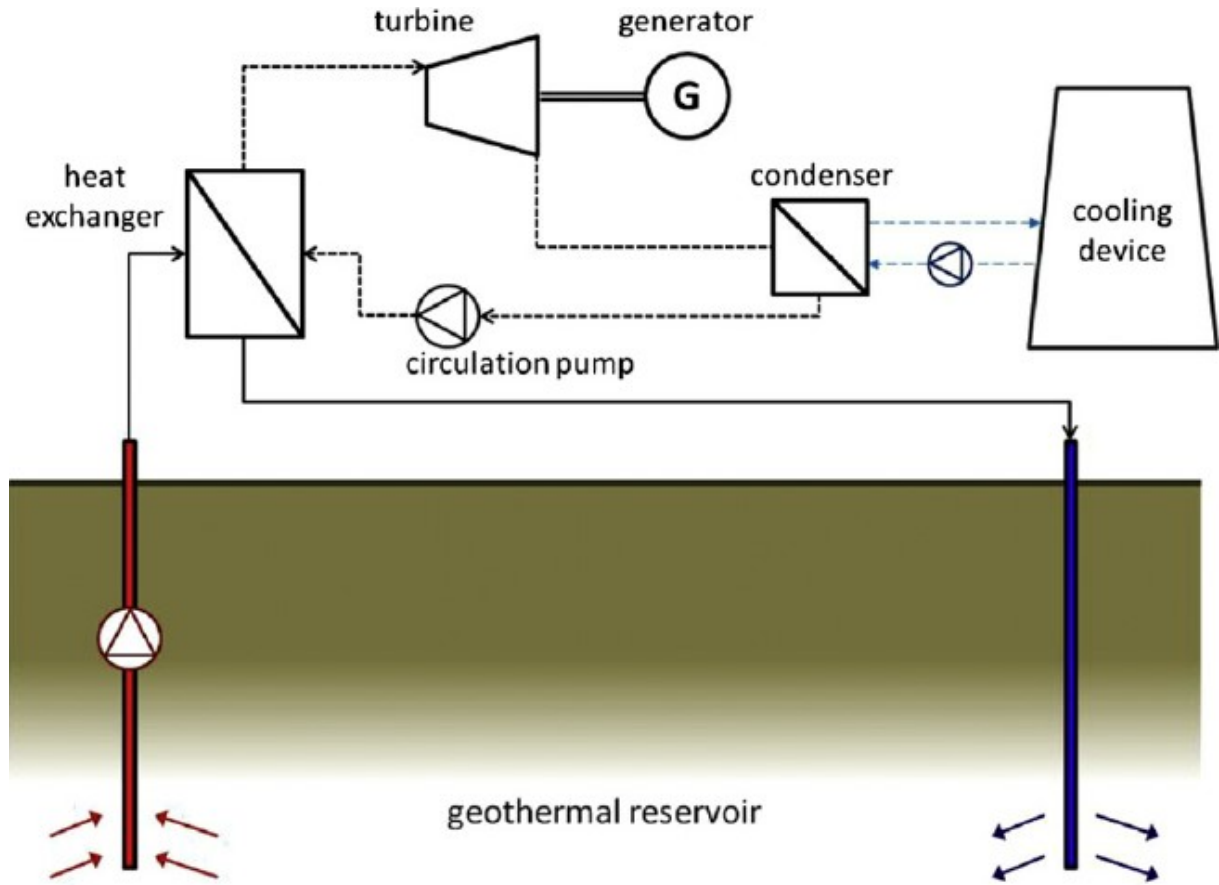 turbine
generator
G
heat
exchanger
condenser
cooling
device
circulation pump
geothermal reservoir